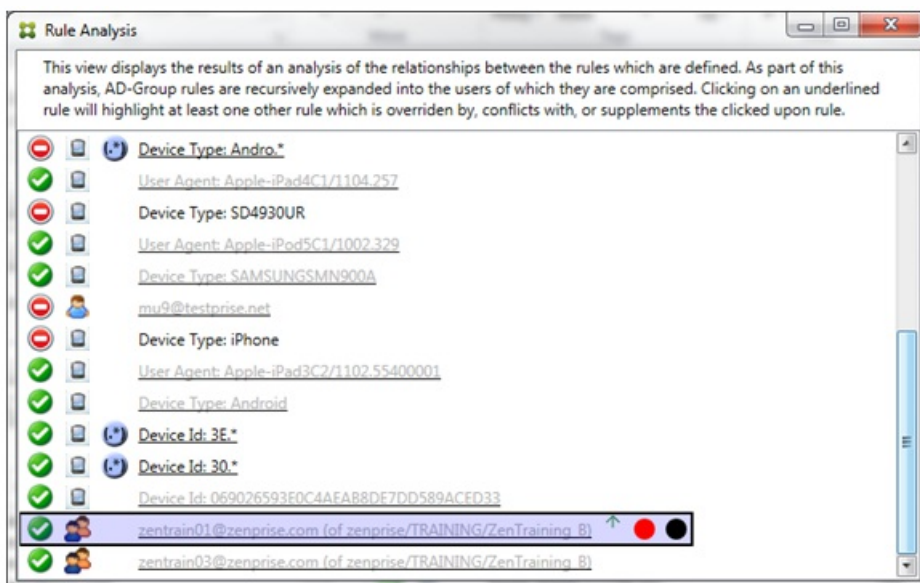 Rule Analysis
This view displays the results of an analysis of the relationships between the rules which are defined. As part of this
analysis, AD-Group rules are recursively expanded into the users of which they are comprised. Clicking on an underlined
rule will highlight at least one other rule which is overriden by, conflicts with, or supplements the clicked upon rule.
(.*) Device Type: Andro.*
User Agent: Apple-iPad4C1/1104.257
Device Type: SD4930UR
User Agent: Apple-iPod5C1/1002.329
Device Type: SAMSUNGSMN900A
mu9@testprise.net
Device Type: iPhone
User Agent: Apple-iPad3C2/1102.55400001
Device Type: Android
(.*) Device Id: 3E.*
(.*) Device Id: 30.*
Device Id: 069026593E0C4AEAB8DE7DD589ACED33
zentrain01@zenprise.com (of zenprise/TRAINING/ZenTraining_B)
zentrain03@zenprise.com (of zenprise/TRAINING/ZenTraining_B)